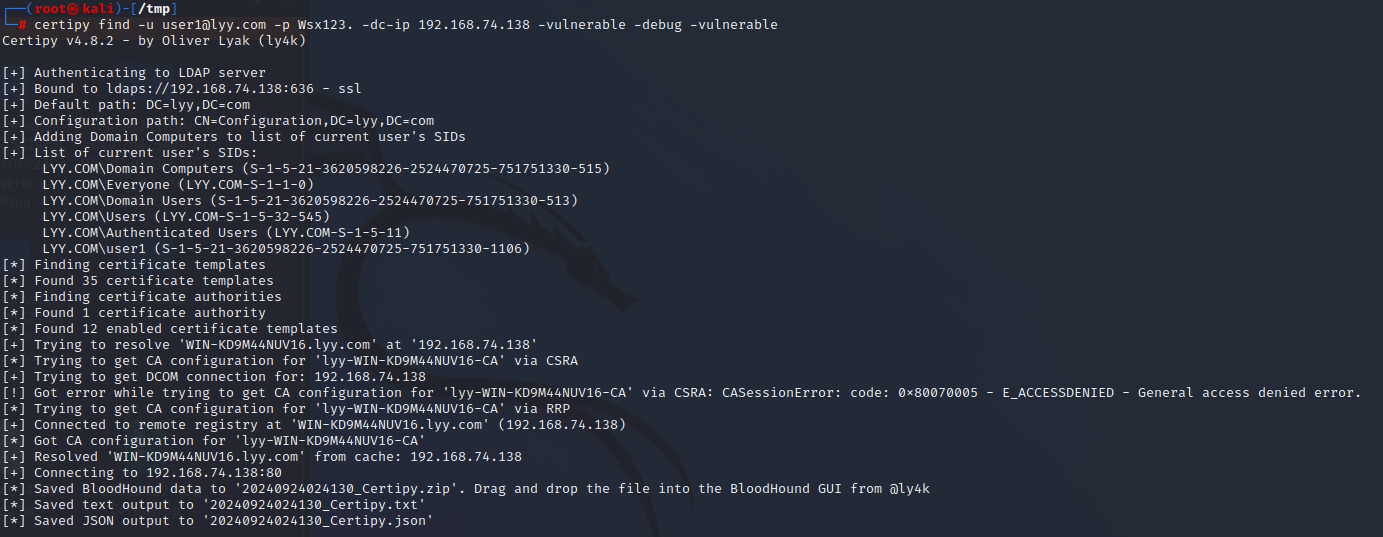 ┌──(root㉿kali)-[/tmp]
└─# certipy find -u user1@lyy.com -p Wsx123. -dc-ip 192.168.74.138 -vulnerable -debug -vulnerable
Certipy v4.8.2 - by Oliver Lyak (ly4k)
[+] Authenticating to LDAP server
[+] Bound to ldaps://192.168.74.138:636 - ssl
[+] Default path: DC=lyy,DC=com
[+] Configuration path: CN=Configuration,DC=lyy,DC=com
[+] Adding Domain Computers to list of current user's SIDs
[+] List of current user's SIDs:
LYY.COM\Domain Computers (S-1-5-21-3620598226-2524470725-751751330-515)
LYY.COM\Everyone (LYY.COM-S-1-1-0)
LYY.COM\Domain Users (S-1-5-21-3620598226-2524470725-751751330-513)
LYY.COM\Users (LYY.COM-S-1-5-32-545)
LYY.COM\Authenticated Users (LYY.COM-S-1-5-11)
LYY.COM\user1 (S-1-5-21-3620598226-2524470725-751751330-1106)
[*] Finding certificate templates
[*] Found 35 certificate templates
[*] Finding certificate authorities
[*] Found 1 certificate authority
[*] Found 12 enabled certificate templates
[+] Trying to resolve 'WIN-KD9M44NUV16.lyy.com' at '192.168.74.138'
[*] Trying to get CA configuration for 'lyy-WIN-KD9M44NUV16-CA' via CSRA
[+] Trying to get DCOM connection for: 192.168.74.138
[!] Got error while trying to get CA configuration for 'lyy-WIN-KD9M44NUV16-CA' via CSRA: CASessionError: code: 0x80070005 - E_ACCESSDENIED - General access denied error.
[*] Trying to get CA configuration for 'lyy-WIN-KD9M44NUV16-CA' via RRP
[+] Connected to remote registry at 'WIN-KD9M44NUV16.lyy.com' (192.168.74.138)
[*] Got CA configuration for 'lyy-WIN-KD9M44NUV16-CA'
[+] Resolved 'WIN-KD9M44NUV16.lyy.com' from cache: 192.168.74.138
[+] Connecting to 192.168.74.138:80
[*] Saved BloodHound data to '20240924024130_Certipy.zip'. Drag and drop the file into the BloodHound GUI from @ly4k
[*] Saved text output to '20240924024130_Certipy.txt'
[*] Saved JSON output to '20240924024130_Certipy.json'